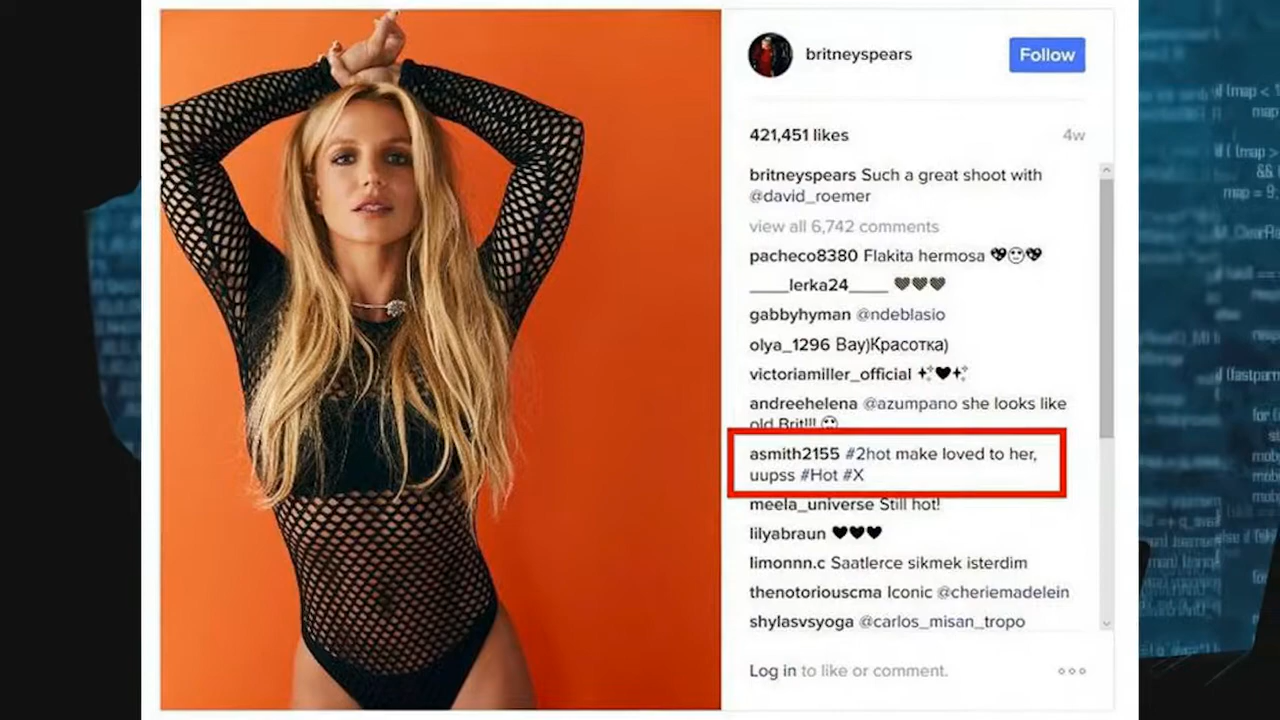 britneyspears
Follow
421,451 likes
4w
britneyspears Such a great shoot with
@david_roemer
view all 6,742 comments
pacheco8380 Flakita hermosa 💖🙄💖
____lerka24____ 💗💗💗
gabbyhyman @ndeblasio
olya_1296 Вау)Красотка)
victoriamiller_official ✨🖤✨
andreehelena @azumpano she looks like
old Brit!!! 🙄
asmith2155 #2hot make loved to her,
uupss #Hot #X
meela_universe Still hot!
lilyabraun 🖤🖤🖤
limonnn.c Saatlerce sikmek isterdim
thenotoriouscma Iconic @cheriemadelein
shylasvsyoga @carlos_misan_tropo
Log in to like or comment.